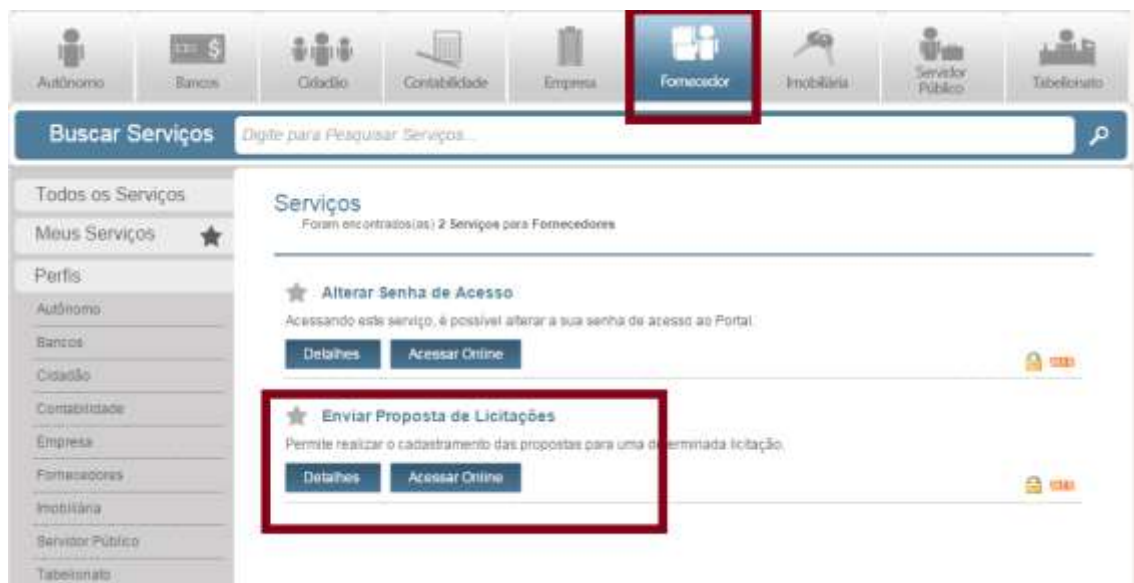 Autônomo
Bancos
Cidadão
Contabilidade
Empresa
Fornecedor
Imobiliária
Servidor
Público
Tabelionato
Buscar Serviços
Digite para Pesquisar Serviços...
Todos os Serviços
Meus Serviços
Perfis
Autônomo
Bancos
Cidadão
Contabilidade
Empresa
Fornecedores
Imobiliária
Servidor Público
Tabelionato
Serviços
Foram encontrados(as) 2 Serviços para Fornecedores
Alterar Senha de Acesso
Acessando este serviço, é possível alterar a sua senha de acesso ao Portal.
Detalhes
Acessar Online
Enviar Proposta de Licitações
Permite realizar o cadastramento das propostas para uma determinada licitação.
Detalhes
Acessar Online